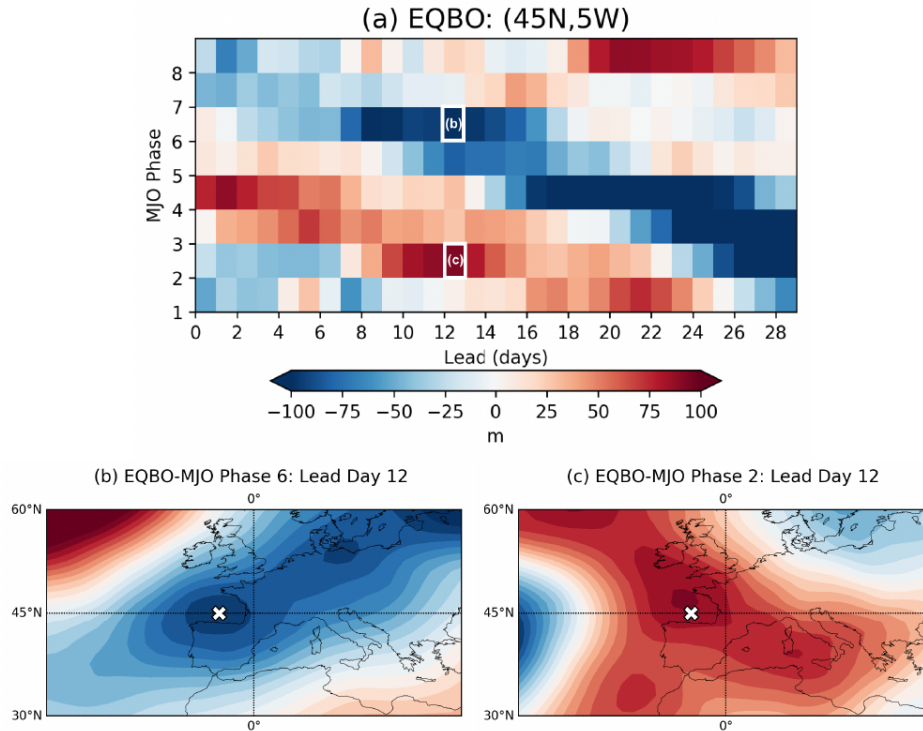 (a) EQBO: (45N,5W)
8
7
6
5
4
3
2
1
MJO Phase
(b)
(c)
0 2 4 6 8 10 12 14 16 18 20 22 24 26 28
Lead (days)
−100 −75 −50 −25 0 25 50 75 100
m
(b) EQBO-MJO Phase 6: Lead Day 12
0°
60°N
45°N
30°N
0°
(c) EQBO-MJO Phase 2: Lead Day 12
0°
60°N
45°N
30°N
0°